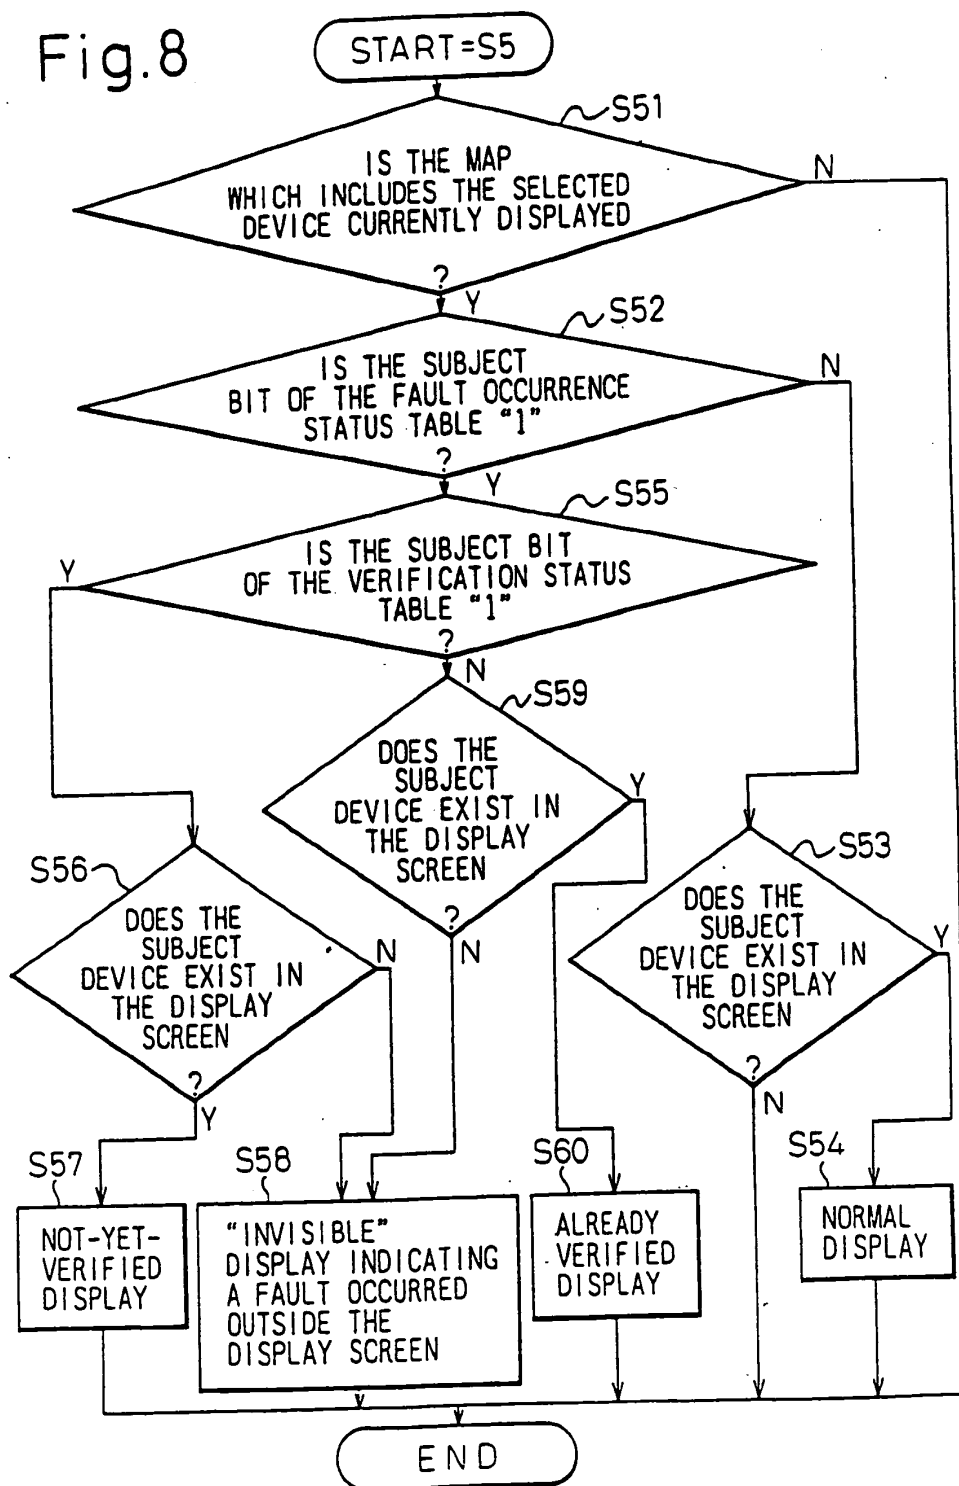 Fig.8
START=S5
S51
IS THE MAP
WHICH INCLUDES THE SELECTED
DEVICE CURRENTLY DISPLAYED
?
N
Y
S52
IS THE SUBJECT
BIT OF THE FAULT OCCURRENCE
STATUS TABLE "1"
?
N
Y
S55
IS THE SUBJECT BIT
OF THE VERIFICATION STATUS
TABLE "1"
?
Y
N
S59
DOES THE
SUBJECT
DEVICE EXIST IN
THE DISPLAY
SCREEN
?
Y
N
S56
DOES THE
SUBJECT
DEVICE EXIST IN
THE DISPLAY
SCREEN
?
N
Y
S53
DOES THE
SUBJECT
DEVICE EXIST IN
THE DISPLAY
SCREEN
?
Y
N
S57
NOT-YET-
VERIFIED
DISPLAY
S58
"INVISIBLE"
DISPLAY INDICATING
A FAULT OCCURRED
OUTSIDE THE
DISPLAY SCREEN
S60
ALREADY
VERIFIED
DISPLAY
S54
NORMAL
DISPLAY
END